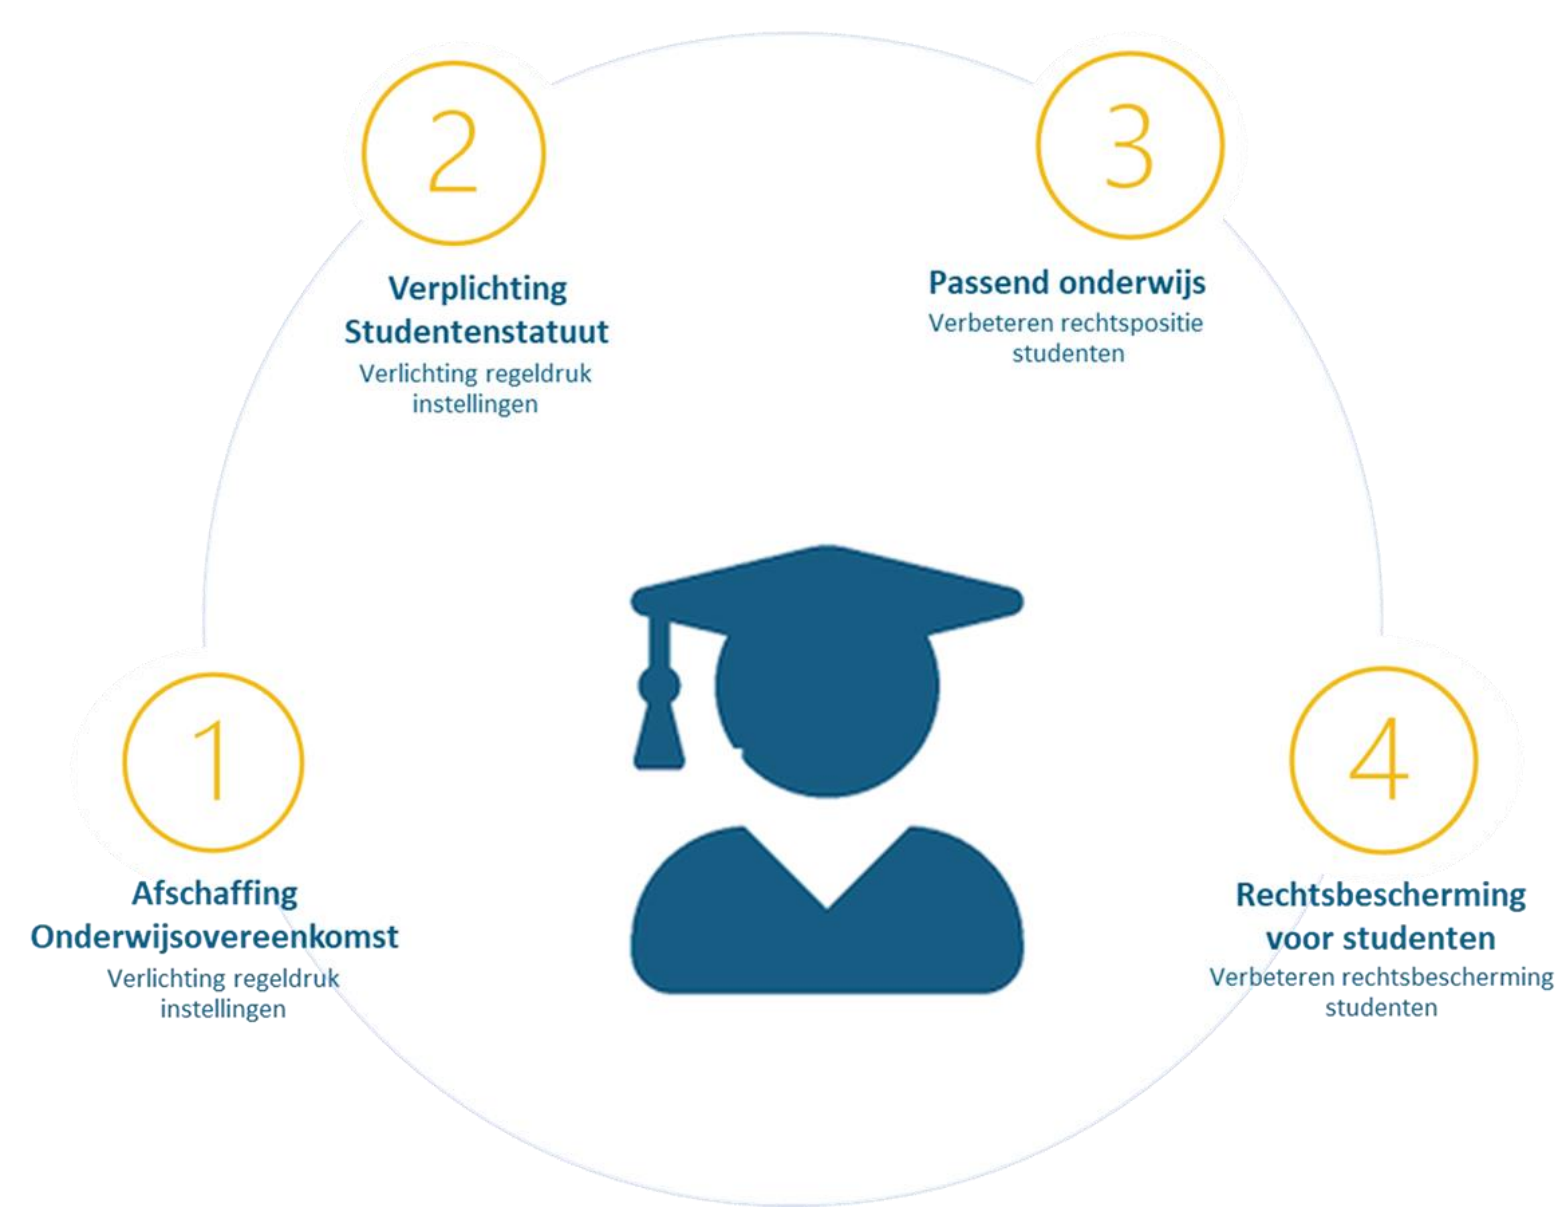 1
Afschaffing
Onderwijsovereenkomst
Verlichting regeldruk
instellingen
2
Verplichting
Studentenstatuut
Verlichting regeldruk
instellingen
3
Passend onderwijs
Verbeteren rechtspositie
studenten
4
Rechtsbescherming
voor studenten
Verbeteren rechtsbescherming
studenten